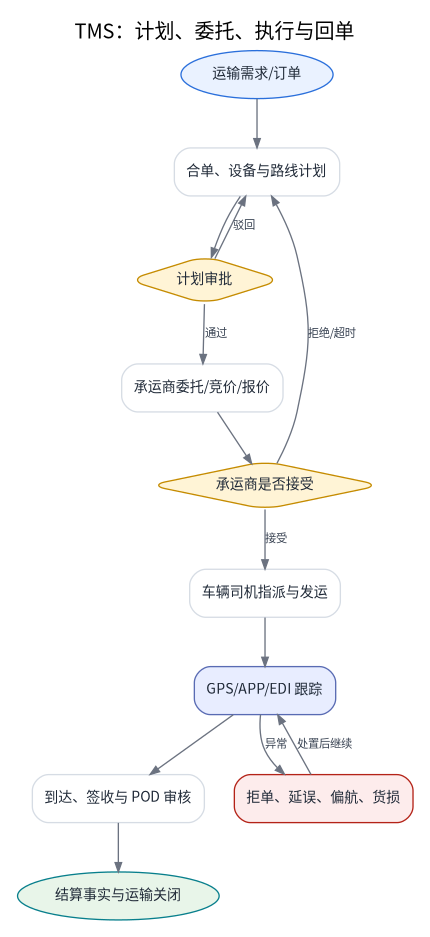 TMS：计划、委托、执行与回单
运输需求/订单
合单、设备与路线计划
驳回
计划审批
通过
拒绝/超时
承运商委托/竞价/报价
承运商是否接受
接受
车辆司机指派与发运
GPS/APP/EDI 跟踪
异常
处置后继续
到达、签收与 POD 审核
拒单、延误、偏航、货损
结算事实与运输关闭